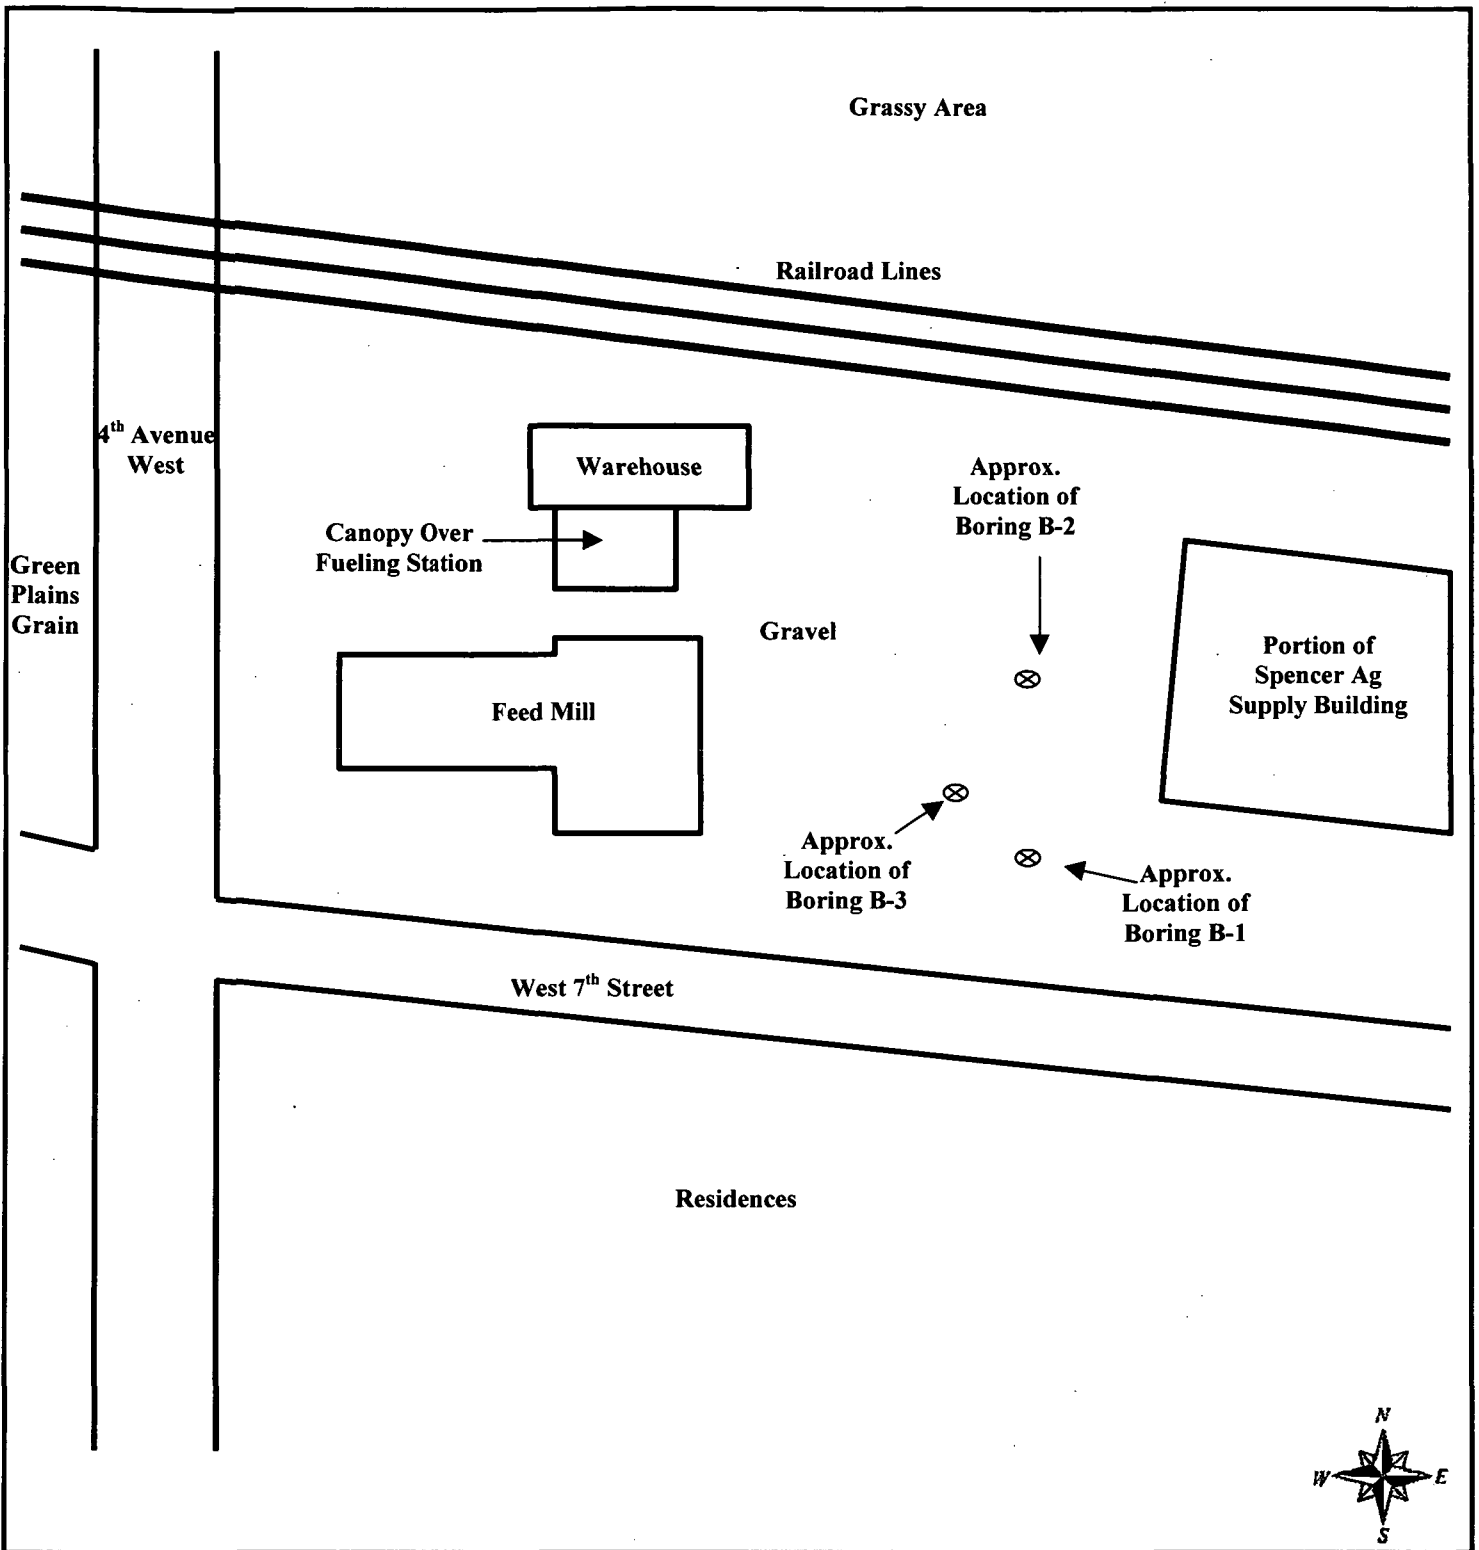 Grassy Area
Railroad Lines
4th Avenue
West
Warehouse
Approx.
Location of
Boring B-2
Canopy Over
Fueling Station
Green
Plains
Grain
Gravel
Portion of
Spencer Ag
Supply Building
Feed Mill
Approx.
Location of
Boring B-3
Approx.
Location of
Boring B-1
West 7th Street
Residences
N
W E
S